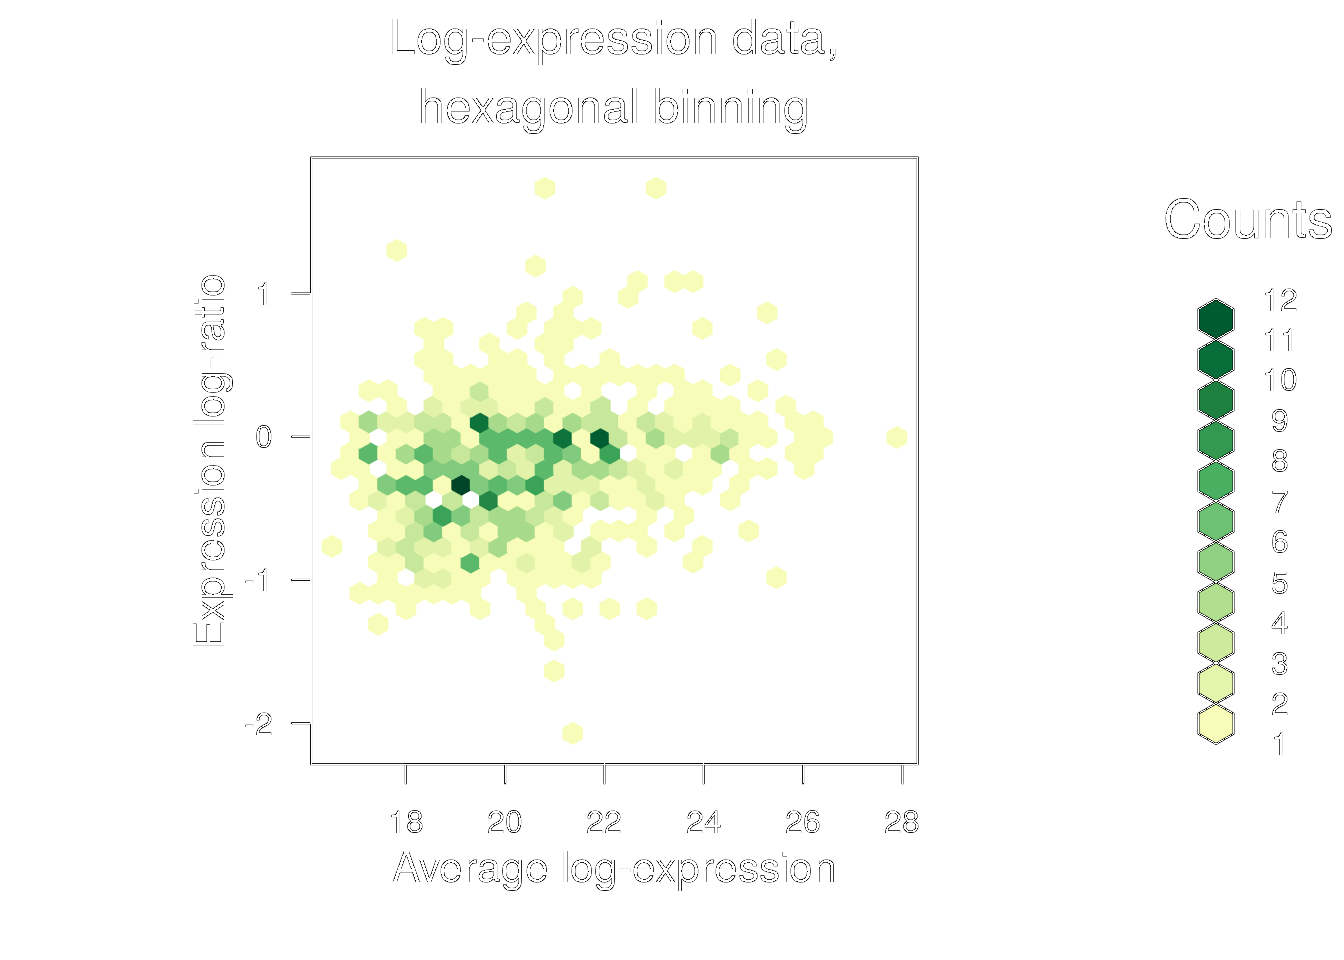 Log-expression data,
hexagonal binning
Counts
12
11
10
9
8
7
6
5
4
3
2
1
Expression log-ratio
1
0
-1
-2
18 20 22 24 26 28
Average log-expression